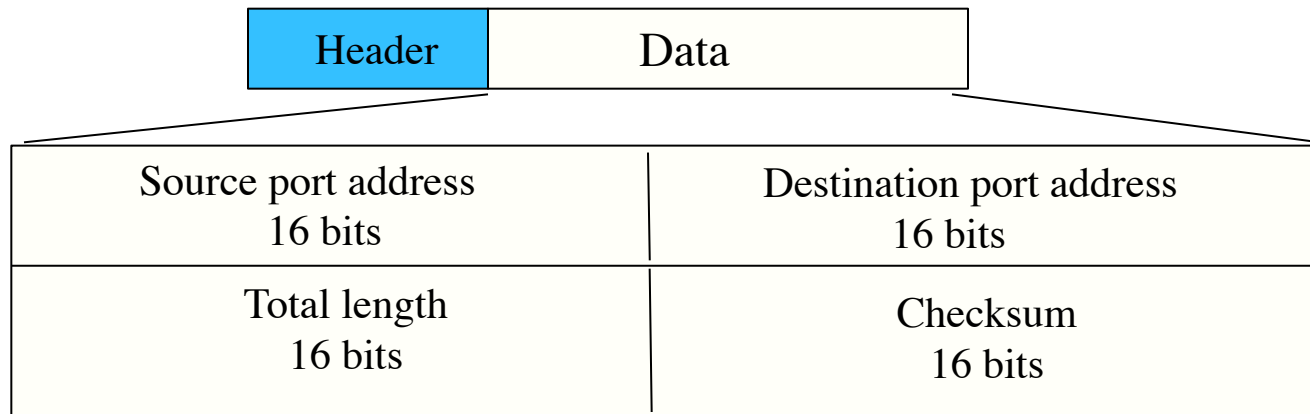 Header
Data
Source port address
16 bits
Destination port address
16 bits
Total length
16 bits
Checksum
16 bits